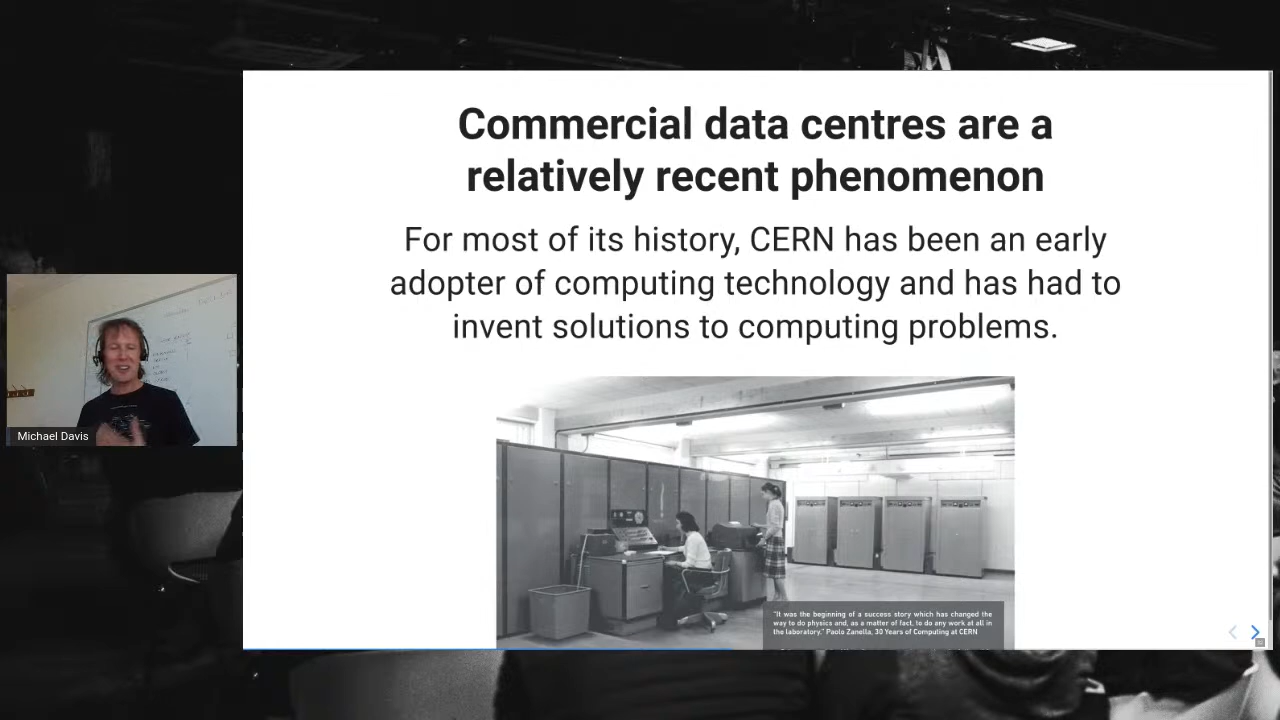 Commercial data centres are a
relatively recent phenomenon
For most of its history, CERN has been an early
adopter of computing technology and has had to
invent solutions to computing problems.
Michael Davis
"It was the beginning of a success story which has changed the
way to do physics and, as a matter of fact, to do any work at all in
the laboratory." Paolo Zanella, 30 Years of Computing at CERN